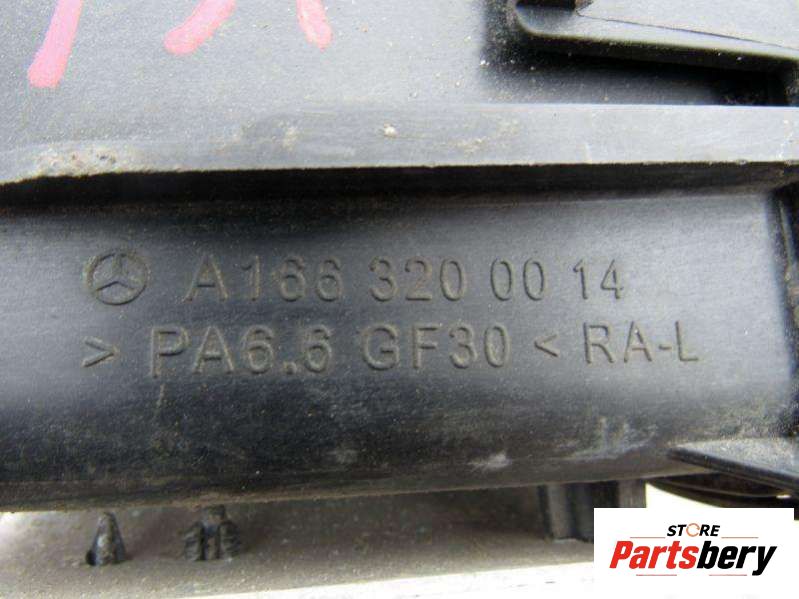 A166 320 00 14
> PA6.6 GF30 < RA-L
STORE
Partsbery